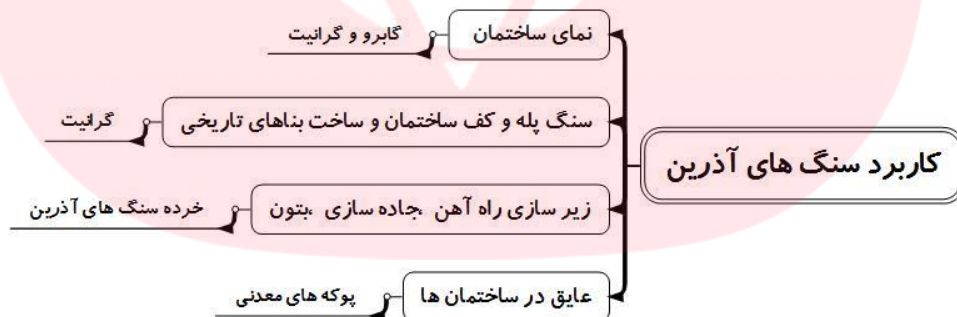 کاربرد سنگ های آذرین
نمای ساختمان
گابرو و گرانیت
سنگ پله و کف ساختمان و ساخت بناهای تاریخی
گرانیت
زیر سازی راه آهن ،جاده سازی ،بتون
خرده سنگ های آذرین
عایق در ساختمان ها
پوکه های معدنی